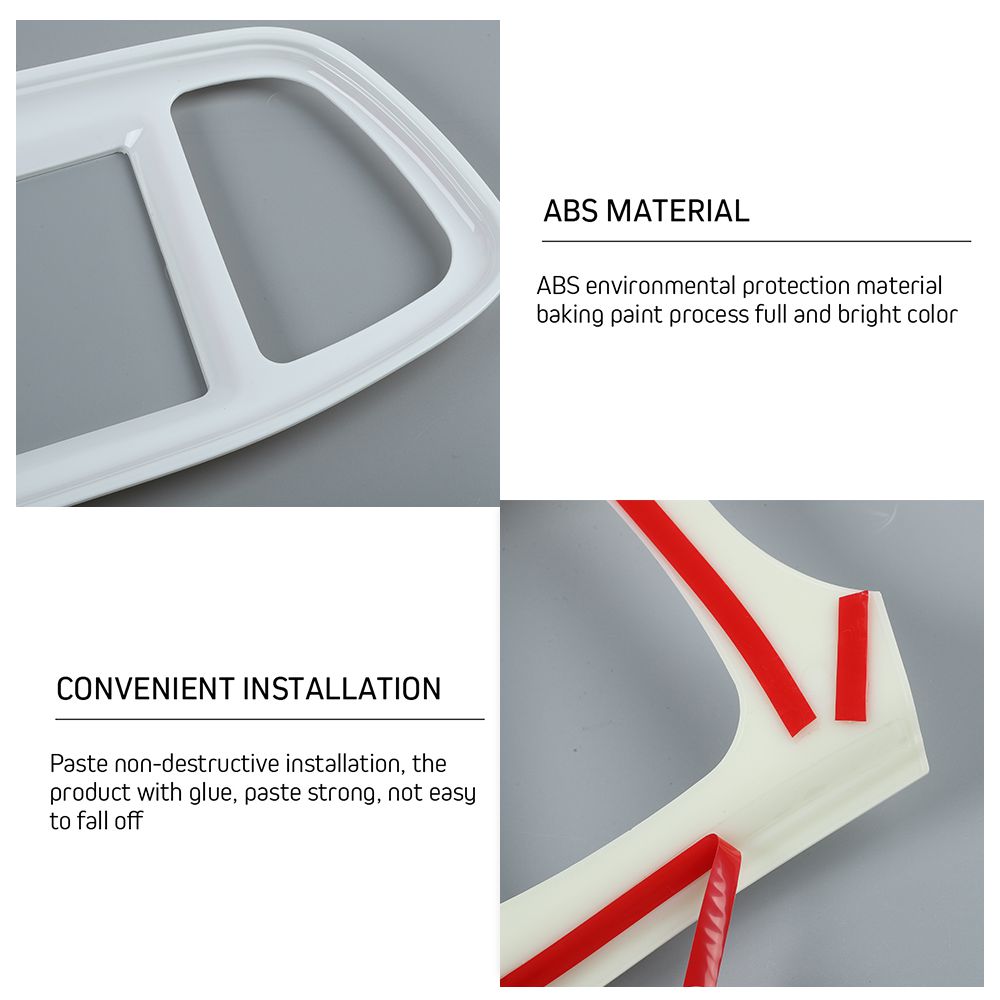 ABS MATERIAL
ABS environmental protection material
baking paint process full and bright color
CONVENIENT INSTALLATION
Paste non-destructive installation, the
product with glue, paste strong, not easy
to fall off